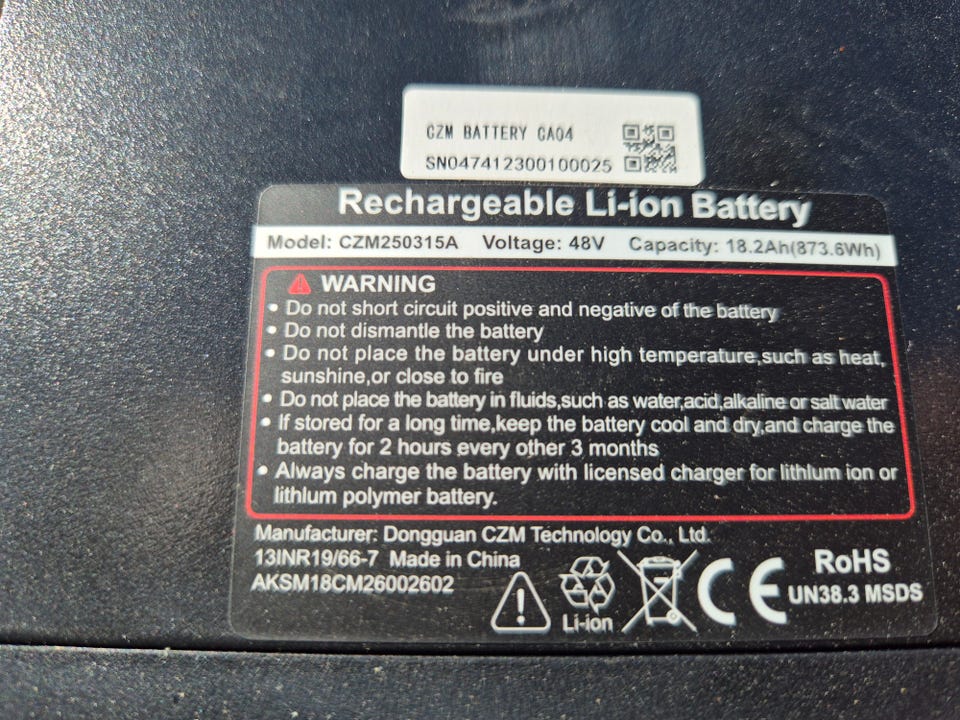 CZM BATTERY CA04
SN047412300100025
Rechargeable Li-ion Battery
Model: CZM250315A Voltage: 48V Capacity: 18.2Ah(873.6Wh)
WARNING
• Do not short circuit positive and negative of the battery
• Do not dismantle the battery
• Do not place the battery under high temperature,such as heat,
sunshine,or close to fire
• Do not place the battery in fluids,such as water,acid,alkaline or salt water
• If stored for a long time,keep the battery cool and dry,and charge the
battery for 2 hours every other 3 months
• Always charge the battery with licensed charger for lithlum ion or
lithlum polymer battery.
Manufacturer: Dongguan CZM Technology Co., Ltd.
13INR19/66-7 Made in China
AKSM18CM26002602
Li-ion
CE
RoHS
UN38.3 MSDS